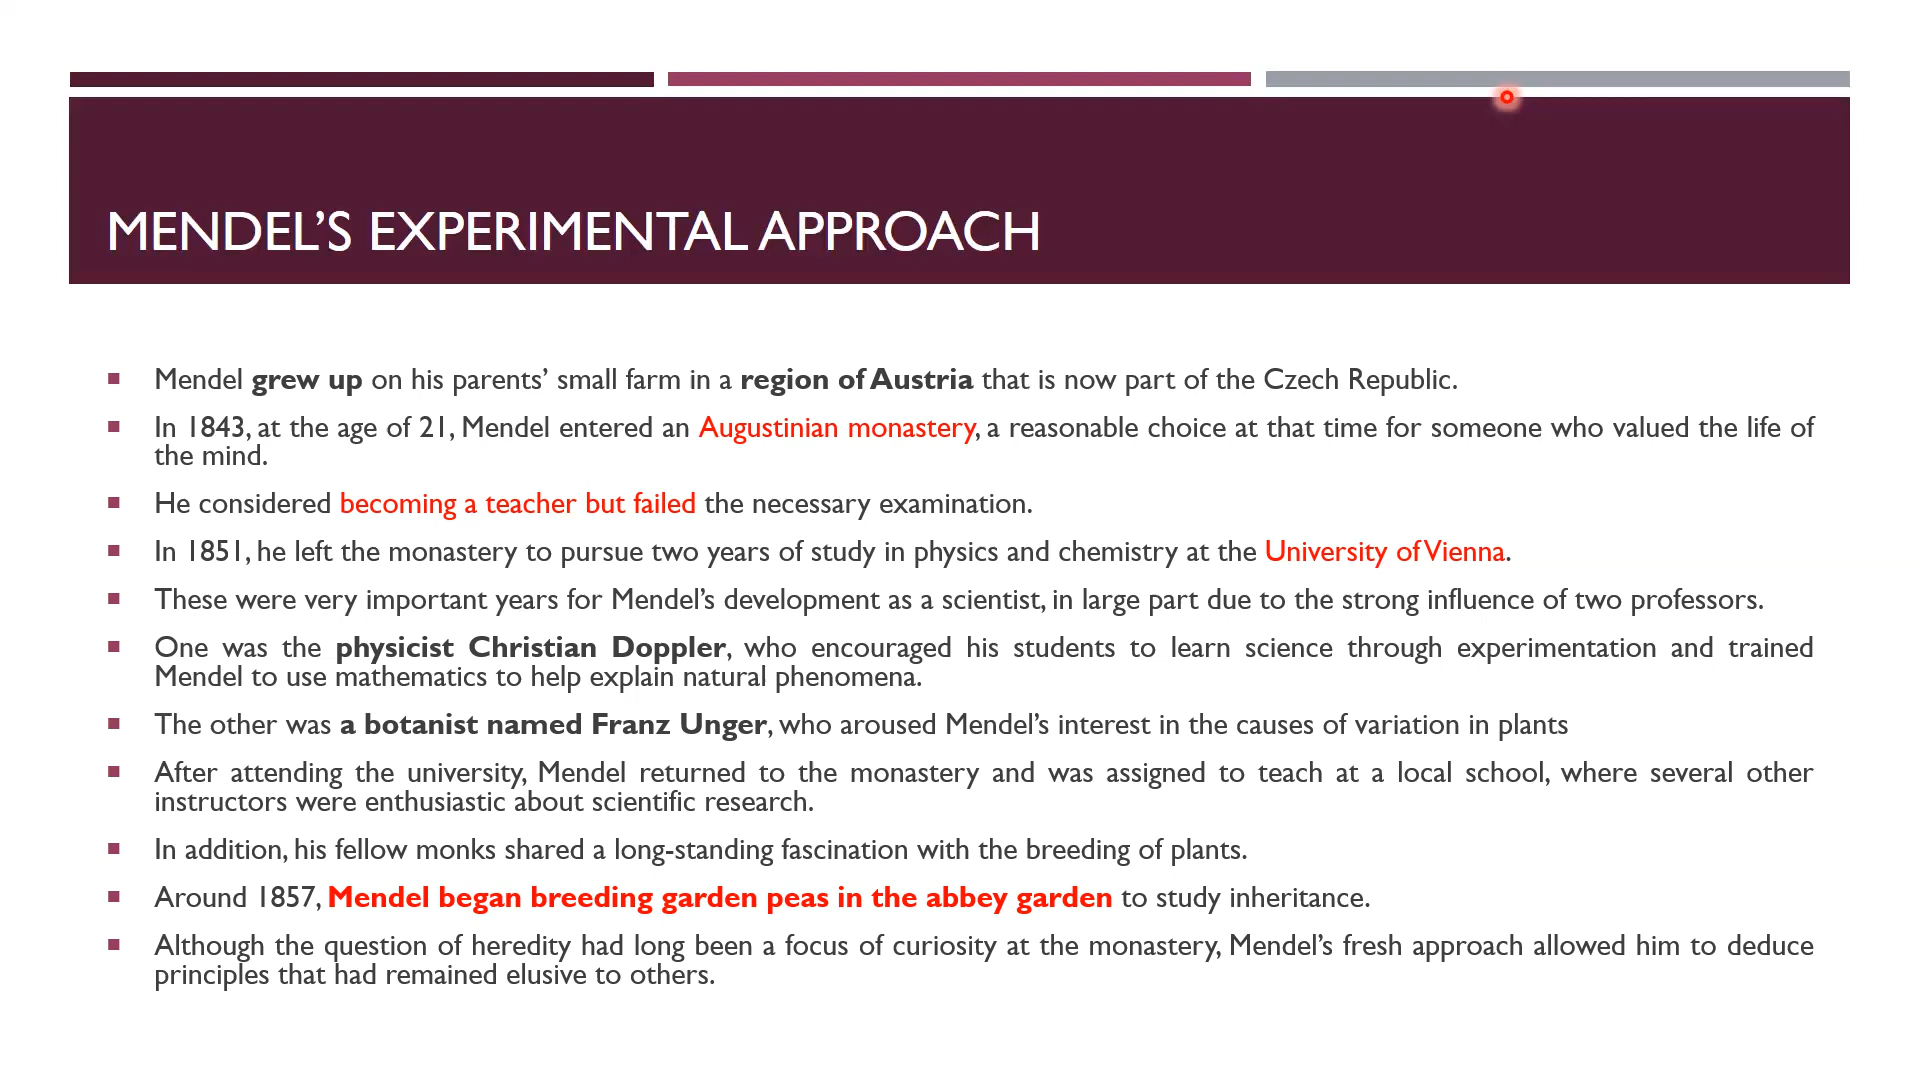 MENDEL’S EXPERIMENTAL APPROACH
Mendel grew up on his parents’ small farm in a region of Austria that is now part of the Czech Republic.
In 1843, at the age of 21, Mendel entered an Augustinian monastery, a reasonable choice at that time for someone who valued the life of
the mind.
He considered becoming a teacher but failed the necessary examination.
In 1851, he left the monastery to pursue two years of study in physics and chemistry at the University of Vienna.
These were very important years for Mendel’s development as a scientist, in large part due to the strong influence of two professors.
One was the physicist Christian Doppler, who encouraged his students to learn science through experimentation and trained
Mendel to use mathematics to help explain natural phenomena.
The other was a botanist named Franz Unger, who aroused Mendel’s interest in the causes of variation in plants
After attending the university, Mendel returned to the monastery and was assigned to teach at a local school, where several other
instructors were enthusiastic about scientific research.
In addition, his fellow monks shared a long-standing fascination with the breeding of plants.
Around 1857, Mendel began breeding garden peas in the abbey garden to study inheritance.
Although the question of heredity had long been a focus of curiosity at the monastery, Mendel’s fresh approach allowed him to deduce
principles that had remained elusive to others.